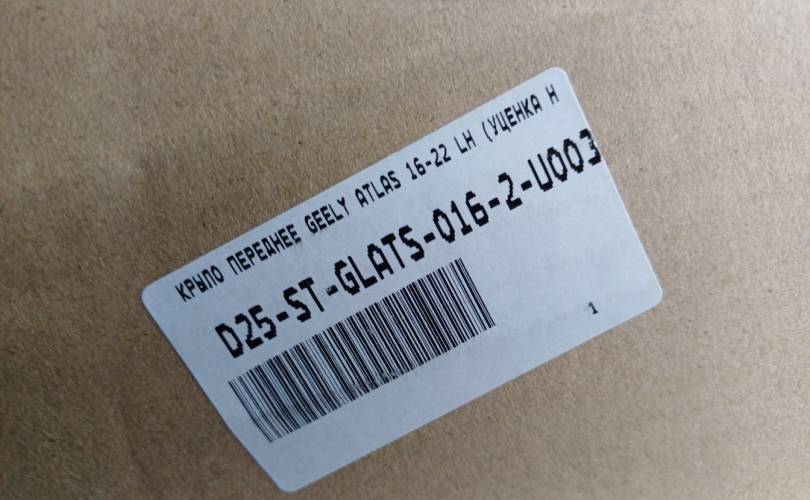 КРЫЛО ПЕРЕДНЕЕ GEELY ATLAS 16-22 LH (УЦЕНКА Н
D25-ST-GLATS-016-2-U003
1